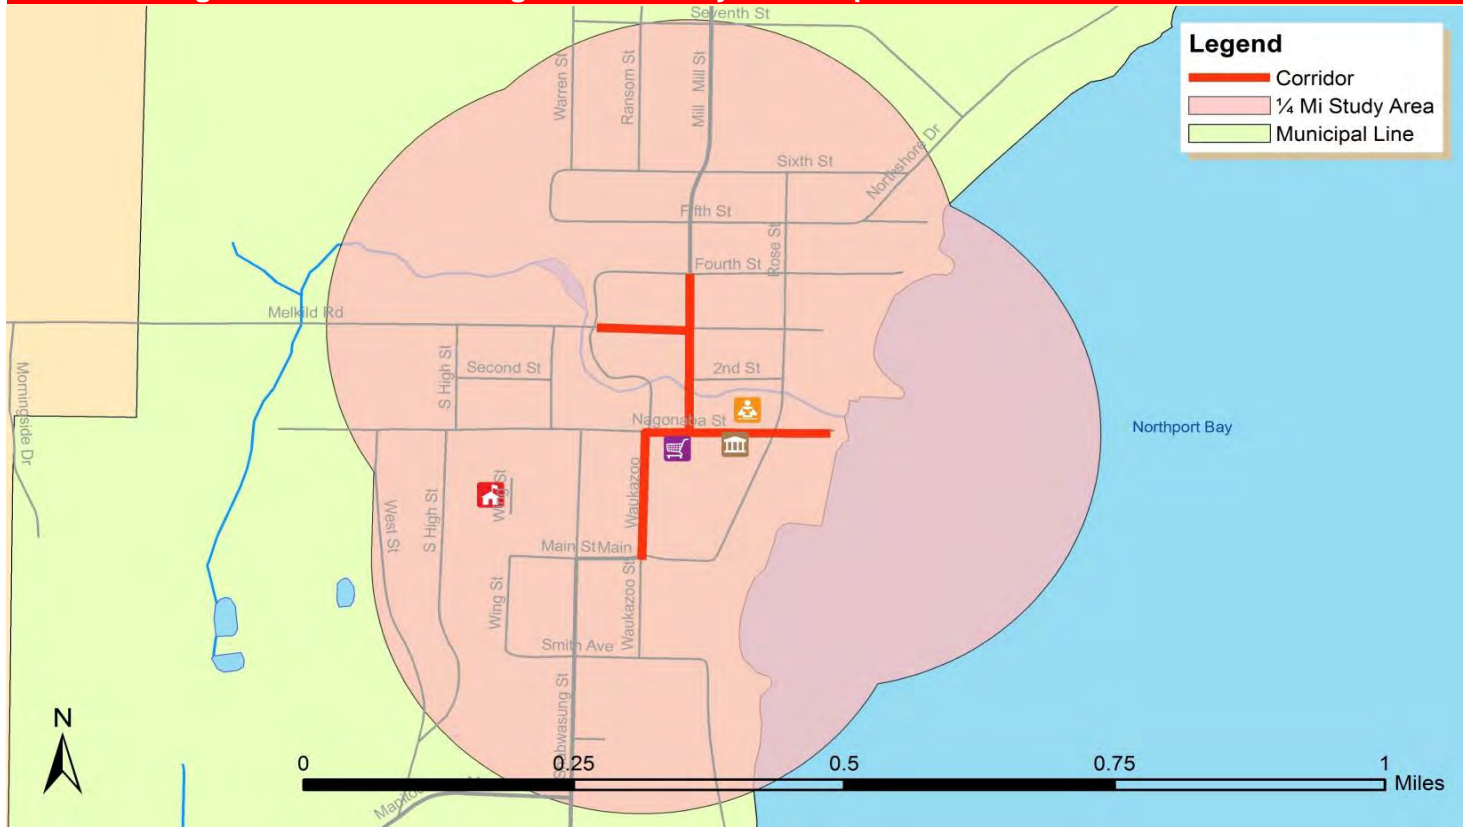 Seventh St
Legend
Corridor
¼ Mi Study Area
Municipal Line
Warren St
Ransom St
Mill
Mill St
Sixth St
Northshore Dr
Fifth St
Rose St
Fourth St
Melkild Rd
S High St
Second St
2nd St
Morningside Dr
Nagonaba St
Northport Bay
Wing St
Waukazoo
West St
S High St
Main St
Main
Wing St
Waukazoo St
Smith Ave
N
0
0.25
0.5
0.75
1
Miles